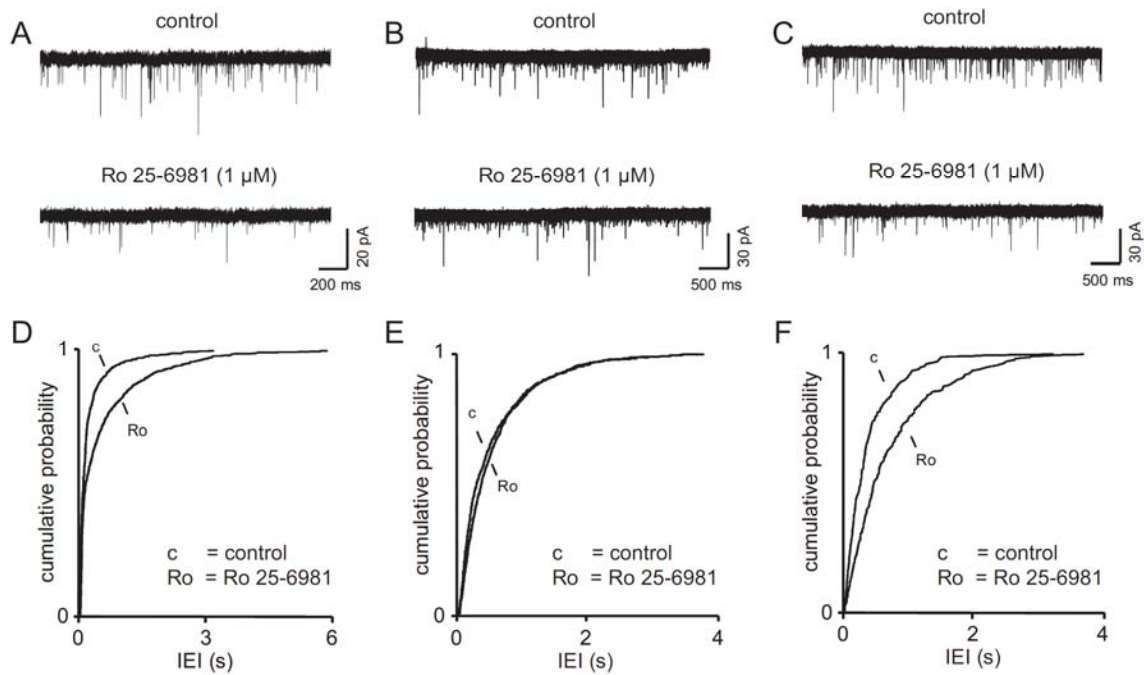 A
control
B
control
C
control
Ro 25-6981 (1 µM)
20 pA
200 ms
Ro 25-6981 (1 µM)
30 pA
500 ms
Ro 25-6981 (1 µM)
30 pA
500 ms
D
cumulative probability
1
0
c
Ro
c = control
Ro = Ro 25-6981
0 3 6
IEI (s)
E
cumulative probability
1
0
c
Ro
c = control
Ro = Ro 25-6981
0 2 4
IEI (s)
F
cumulative probability
1
0
c
Ro
c = control
Ro = Ro 25-6981
0 2 4
IEI (s)